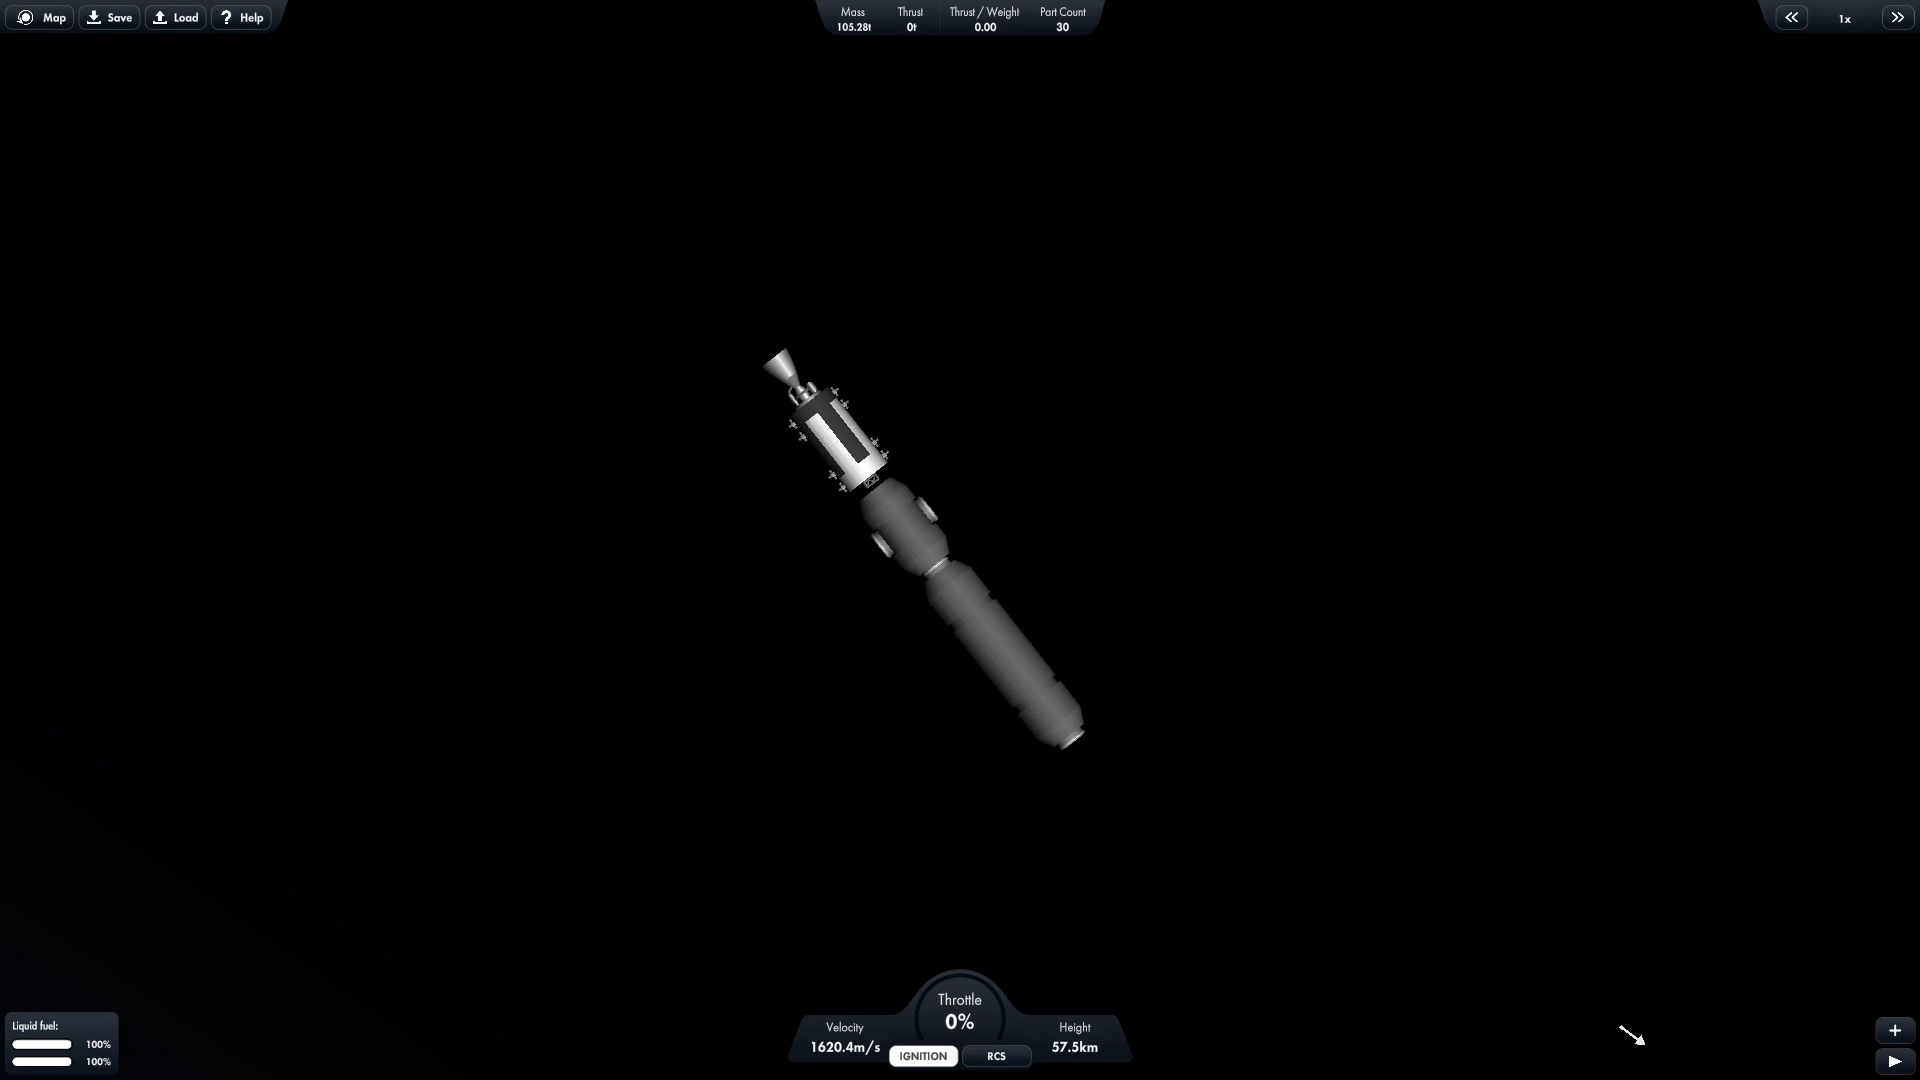 Map Save Load ? Help
Mass Thrust Thrust / Weight Part Count
105.28t 0t 0.00 30
1x
Throttle
0%
Velocity Height
1620.4m/s IGNITION RCS 57.5km
Liquid fuel:
100%
100%